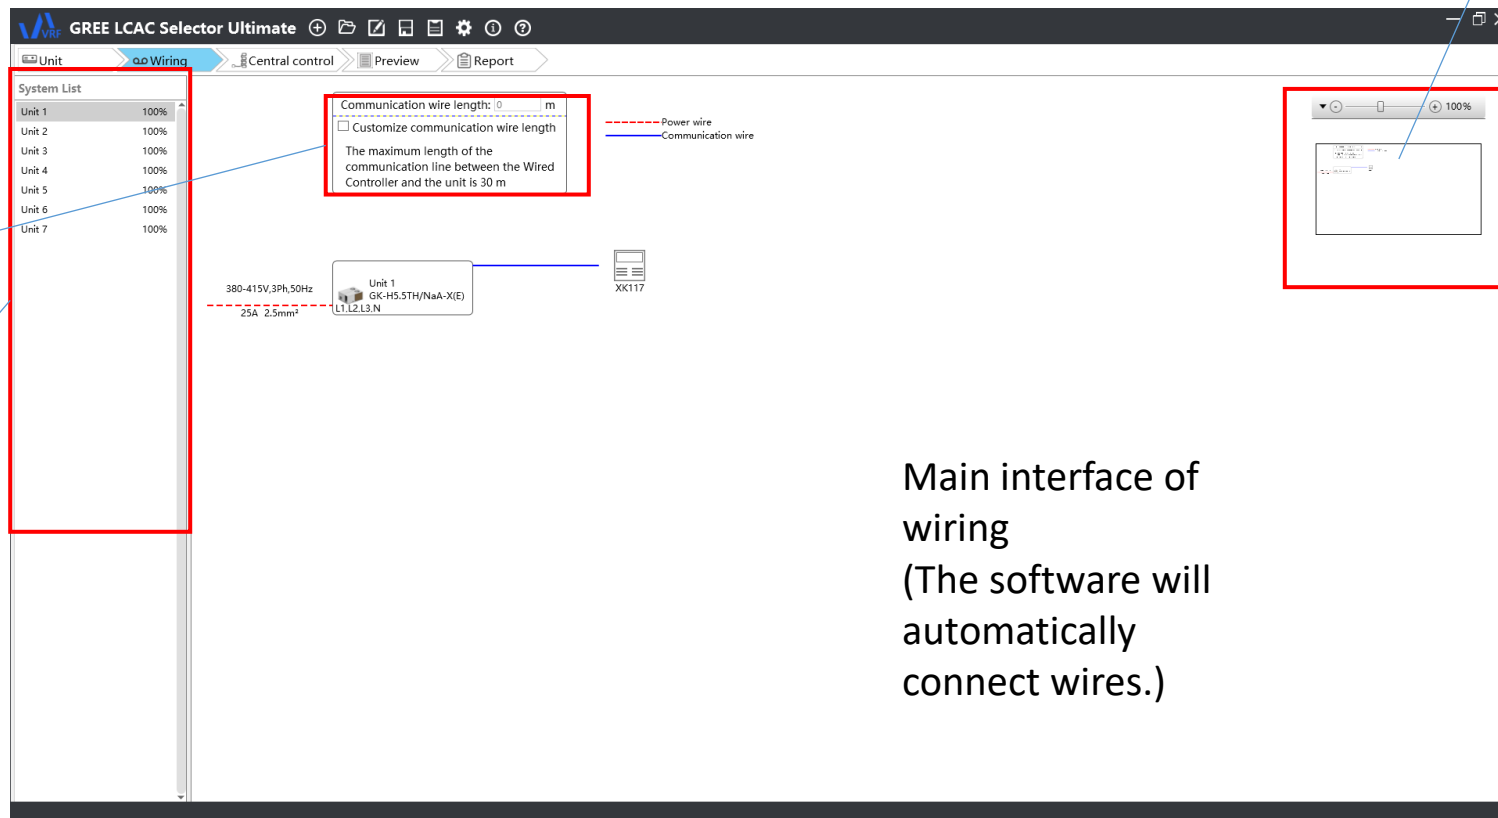 VRF GREE LCAC Selector Ultimate
Unit
Wiring
Central control
Preview
Report
System List
Unit 1 100%
Unit 2 100%
Unit 3 100%
Unit 4 100%
Unit 5 100%
Unit 6 100%
Unit 7 100%
Communication wire length: 0 m
Customize communication wire length
The maximum length of the
communication line between the Wired
Controller and the unit is 30 m
Power wire
Communication wire
100%
380-415V,3Ph,50Hz
25A 2.5mm²
Unit 1
GK-H5.5TH/NaA-X(E)
L1,L2,L3,N
XK117
Main interface of
wiring
(The software will
automatically
connect wires.)